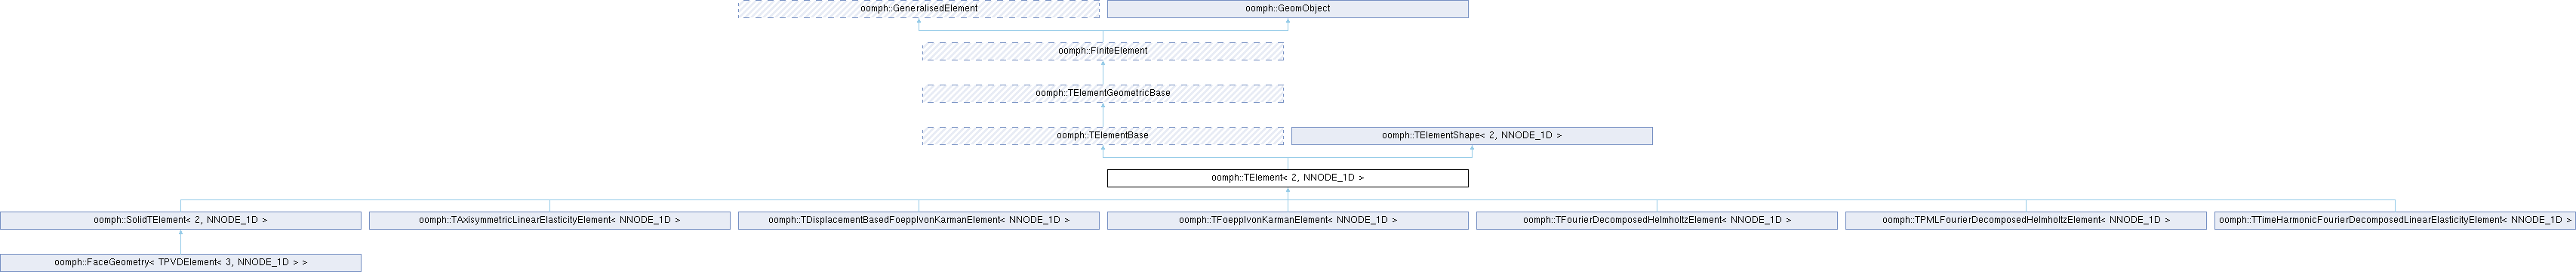 oomph::GeneralisedElement
oomph::GeomObject
oomph::FiniteElement
oomph::TElementGeometricBase
oomph::TElementBase
oomph::TElementShape< 2, NNODE_1D >
oomph::TElement< 2, NNODE_1D >
oomph::SolidTElement< 2, NNODE_1D >
oomph::TAxisymmetricLinearElasticityElement< NNODE_1D >
oomph::TDisplacementBasedFoepplvonKarmanElement< NNODE_1D >
oomph::TFoepplvonKarmanElement< NNODE_1D >
oomph::TFourierDecomposedHelmholtzElement< NNODE_1D >
oomph::TPMLFourierDecomposedHelmholtzElement< NNODE_1D >
oomph::TTimeHarmonicFourierDecomposedLinearElasticityElement< NNODE_1D >
oomph::FaceGeometry< TPVDElement< 3, NNODE_1D > >